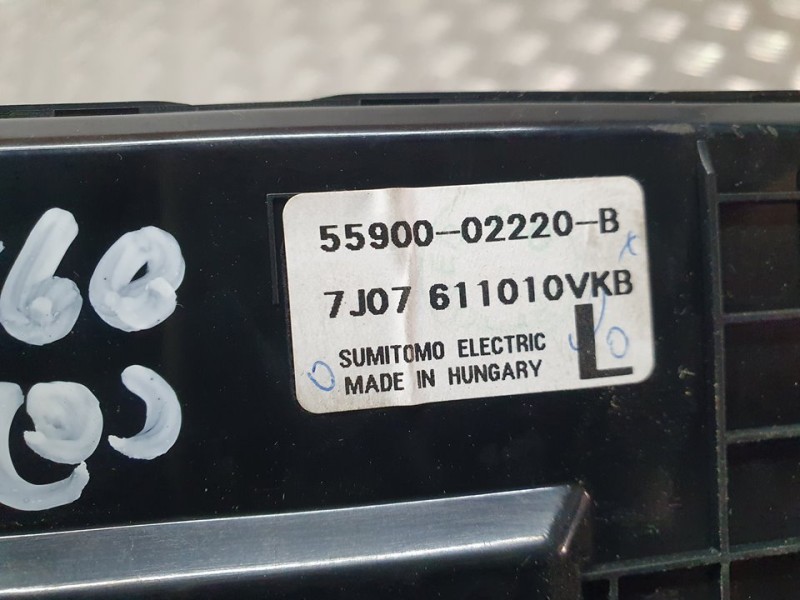 55900-02220-B
7J07 611010VKB
SUMITOMO ELECTRIC
MADE IN HUNGARY
L